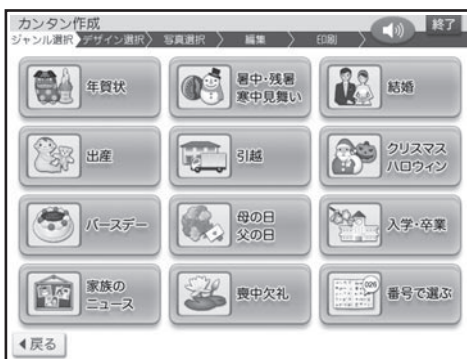 カンタン作成
終了
ジャンル選択 デザイン選択 写真選択 編集 印刷
年賀状
暑中・残暑
寒中見舞い
結婚
出産
引越
クリスマス
ハロウィン
バースデー
母の日
父の日
入学・卒業
家族の
ニュース
喪中欠礼
026
番号で選ぶ
戻る